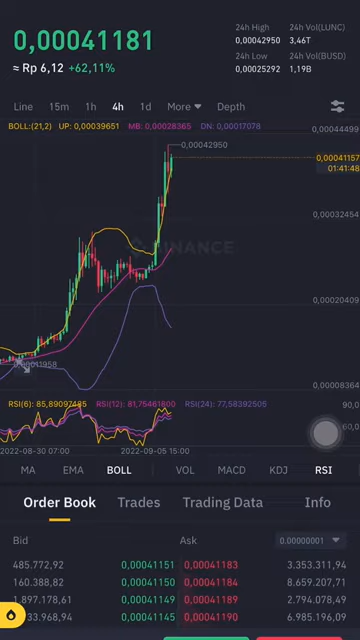 0,00041181
≈ Rp 6,12 +62,11%
24h High
0,00042950
24h Vol(LUNC)
3,46T
24h Low
0,00025292
24h Vol(BUSD)
1,19B
Line 15m 1h 4h 1d More Depth
BOLL:(21,2) UP: 0,00039651 MB: 0,00028365 DN: 0,00017078
0,00044499
0,00042950
0,00041157
01:41:48
0,00032454
BINANCE
0,00020409
0,00011958
0,00008364
RSI(6): 85,89097485 RSI(12): 81,75461800 RSI(24): 77,58392505
90,0
60,0
2022-08-30 07:00 2022-09-05 15:00
MA EMA BOLL VOL MACD KDJ RSI
Order Book Trades Trading Data Info
Bid Ask 0.00000001
485.772,92 0,00041151 0,00041183 3.353.311,94
160.388,82 0,00041150 0,00041184 8.659.207,71
1.897.178,61 0,00041149 0,00041189 2.794.078,49
33.968,94 0,00041145 0,00041190 6.985.196,09